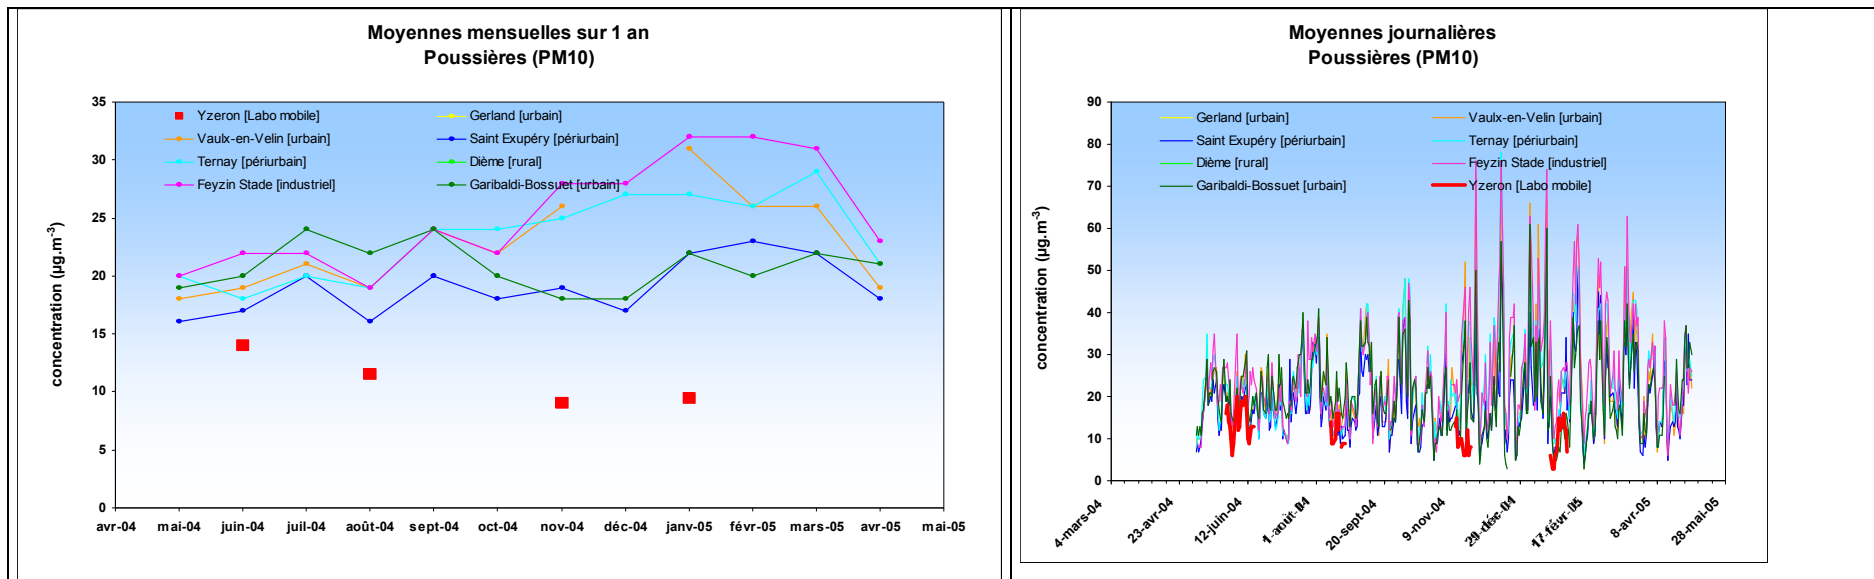 Moyennes mensuelles sur 1 an
Poussières (PM10)
concentration (µg.m-3)
35
30
25
20
15
10
5
0
Yzeron [Labo mobile]
Gerland [urbain]
Vaulx-en-Velin [urbain]
Saint Exupéry [périurbain]
Ternay [périurbain]
Dième [rural]
Feyzin Stade [industriel]
Garibaldi-Bossuet [urbain]
avr-04 mai-04 juin-04 juil-04 août-04 sept-04 oct-04 nov-04 déc-04 janv-05 févr-05 mars-05 avr-05 mai-05
Moyennes journalières
Poussières (PM10)
concentration (µg.m-3)
90
80
70
60
50
40
30
20
10
0
Gerland [urbain]
Vaulx-en-Velin [urbain]
Saint Exupéry [périurbain]
Ternay [périurbain]
Dième [rural]
Feyzin Stade [industriel]
Garibaldi-Bossuet [urbain]
Yzeron [Labo mobile]
4-mars-04 23-avr-04 12-juin-04 1-août-04 20-sept-04 9-nov-04 29-déc-04 17-févr-05 8-avr-05 28-mai-05